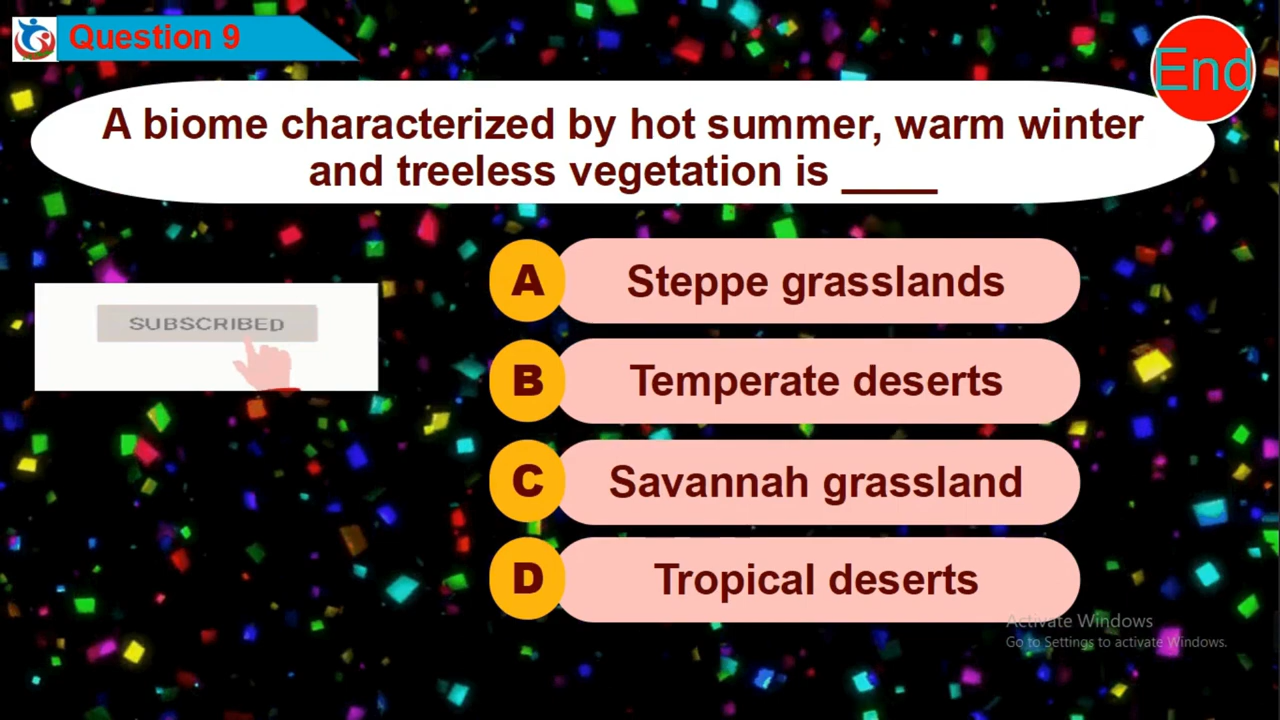 Question 9
End
A biome characterized by hot summer, warm winter
and treeless vegetation is ____
SUBSCRIBED
A Steppe grasslands
B Temperate deserts
C Savannah grassland
D Tropical deserts
Activate Windows
Go to Settings to activate Windows.